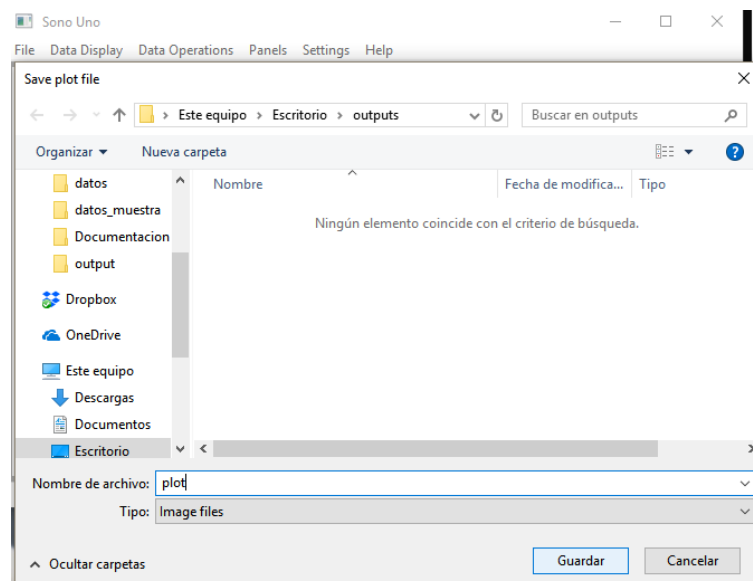 Sono Uno
File Data Display Data Operations Panels Settings Help
Save plot file
Este equipo > Escritorio > outputs
Buscar en outputs
Organizar Nueva carpeta
Nombre Fecha de modifica... Tipo
datos
Ningún elemento coincide con el criterio de búsqueda.
datos_muestra
Documentacion
output
Dropbox
OneDrive
Este equipo
Descargas
Documentos
Escritorio
Nombre de archivo: plot
Tipo: Image files
Ocultar carpetas Guardar Cancelar